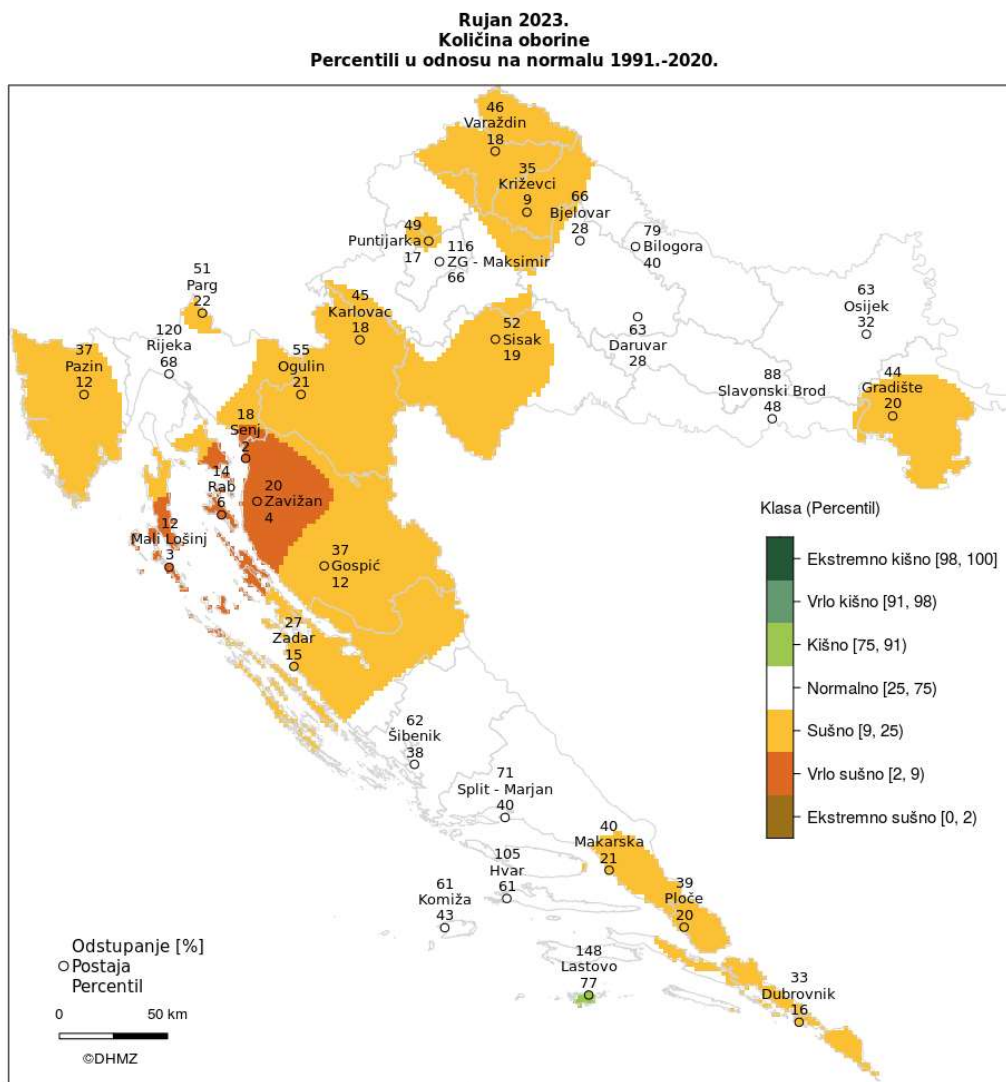 Rujan 2023.
Količina oborine
Percentili u odnosu na normalu 1991.-2020.
46
Varaždin
18
35
Križevci
9
66
Bjelovar
28
49
Puntijarka
17
116
ZG - Maksimir
66
79
Bilogora
40
51
Parg
22
45
Karlovac
18
63
Osijek
32
120
Rijeka
68
52
Sisak
19
63
Daruvar
28
37
Pazin
12
55
Ogulin
21
88
Slavonski Brod
48
44
Gradište
20
18
Senj
2
14
Rab
6
20
Zavižan
4
12
Mali Lošinj
3
37
Gospić
12
27
Zadar
15
62
Šibenik
38
71
Split - Marjan
40
40
Makarska
21
105
Hvar
61
61
Komiža
43
39
Ploče
20
148
Lastovo
77
33
Dubrovnik
16
Klasa (Percentil)
Ekstremno kišno [98, 100]
Vrlo kišno [91, 98)
Kišno [75, 91)
Normalno [25, 75)
Sušno [9, 25)
Vrlo sušno [2, 9)
Ekstremno sušno [0, 2)
Odstupanje [%]
Postaja
Percentil
0 50 km
©DHMZ